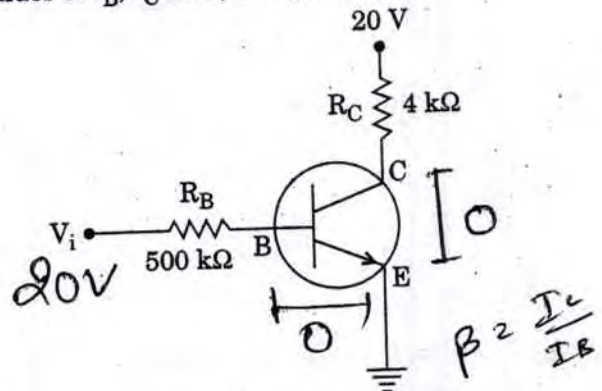 20 V
R_C 4 kΩ
C
R_B
V_i B
500 kΩ
20V
E
0
0
β = I_C / I_B